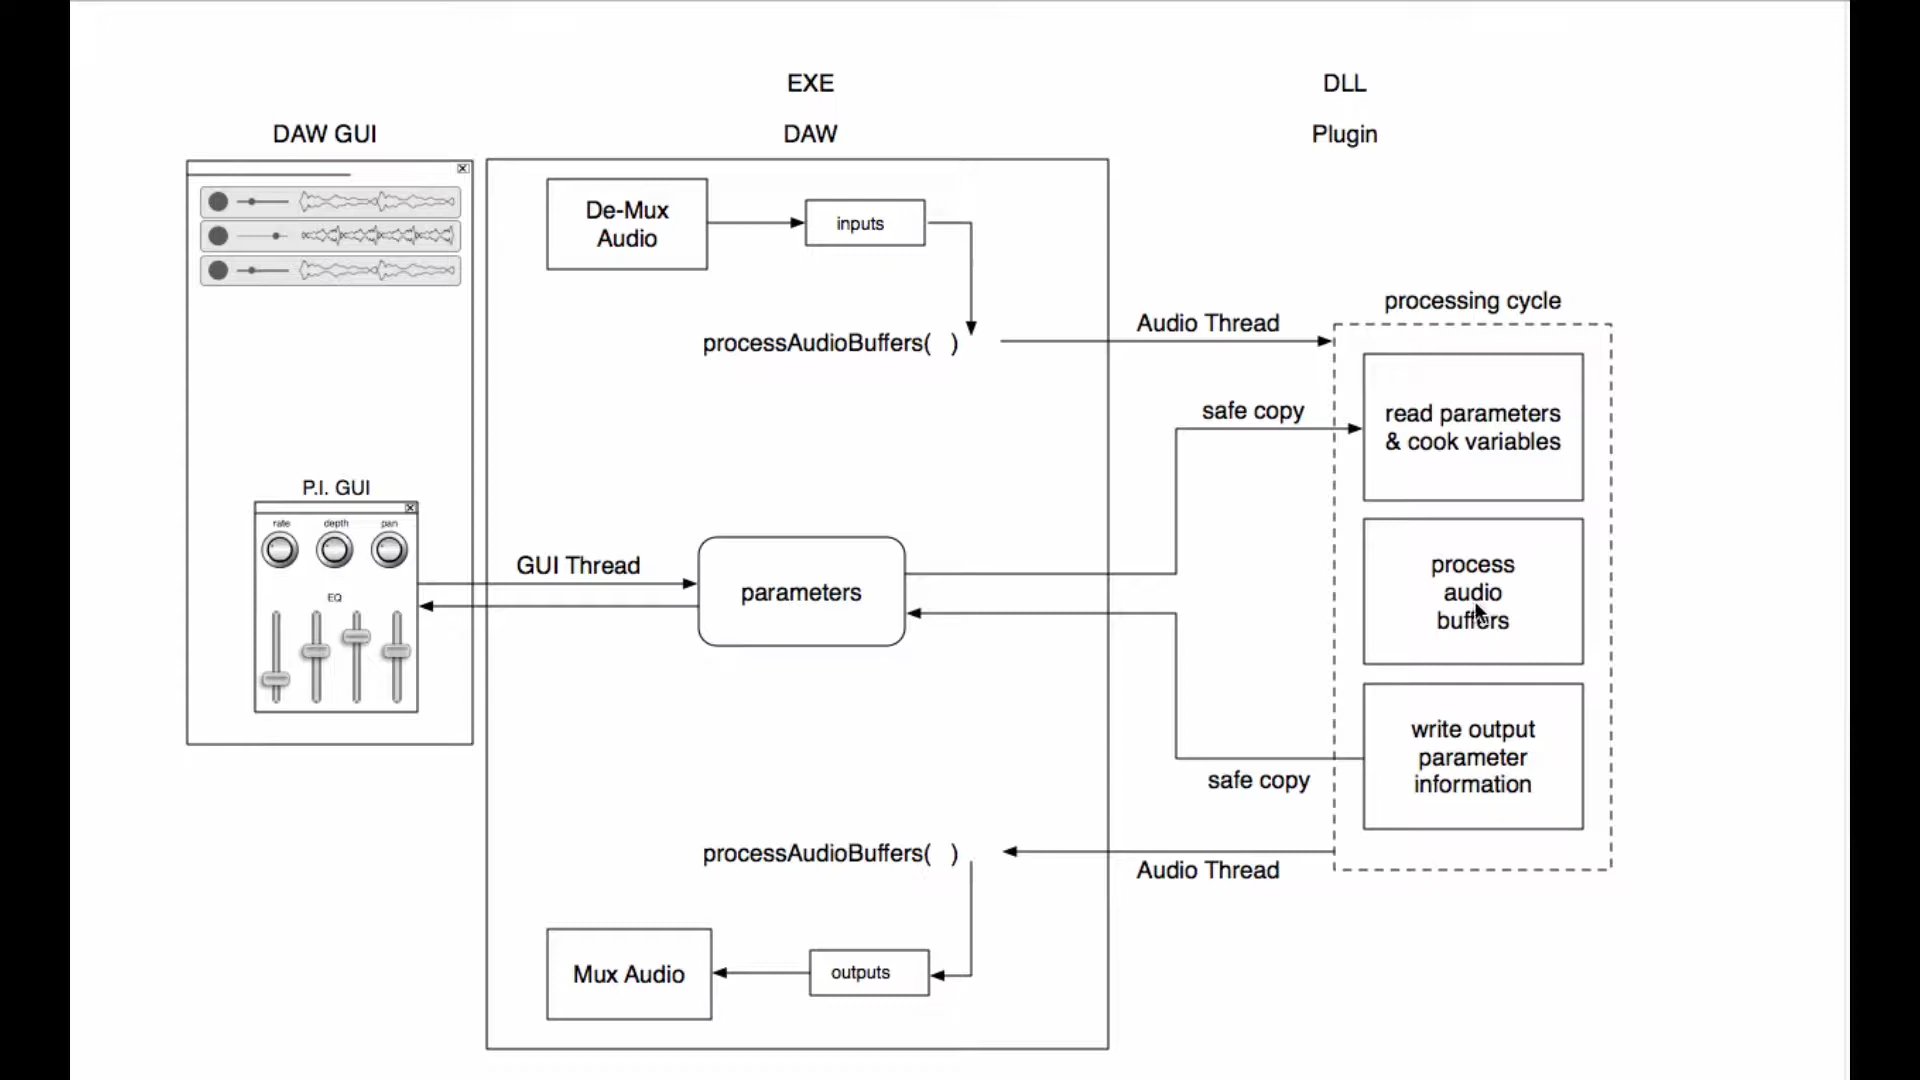 EXE
DLL
DAW GUI
DAW
Plugin
De-Mux
Audio
inputs
processAudioBuffers(   )
Audio Thread
processing cycle
safe copy
read parameters
& cook variables
P.I. GUI
rate
depth
pan
EQ
GUI Thread
parameters
process
audio
buffers
write output
parameter
information
safe copy
processAudioBuffers(   )
Audio Thread
Mux Audio
outputs